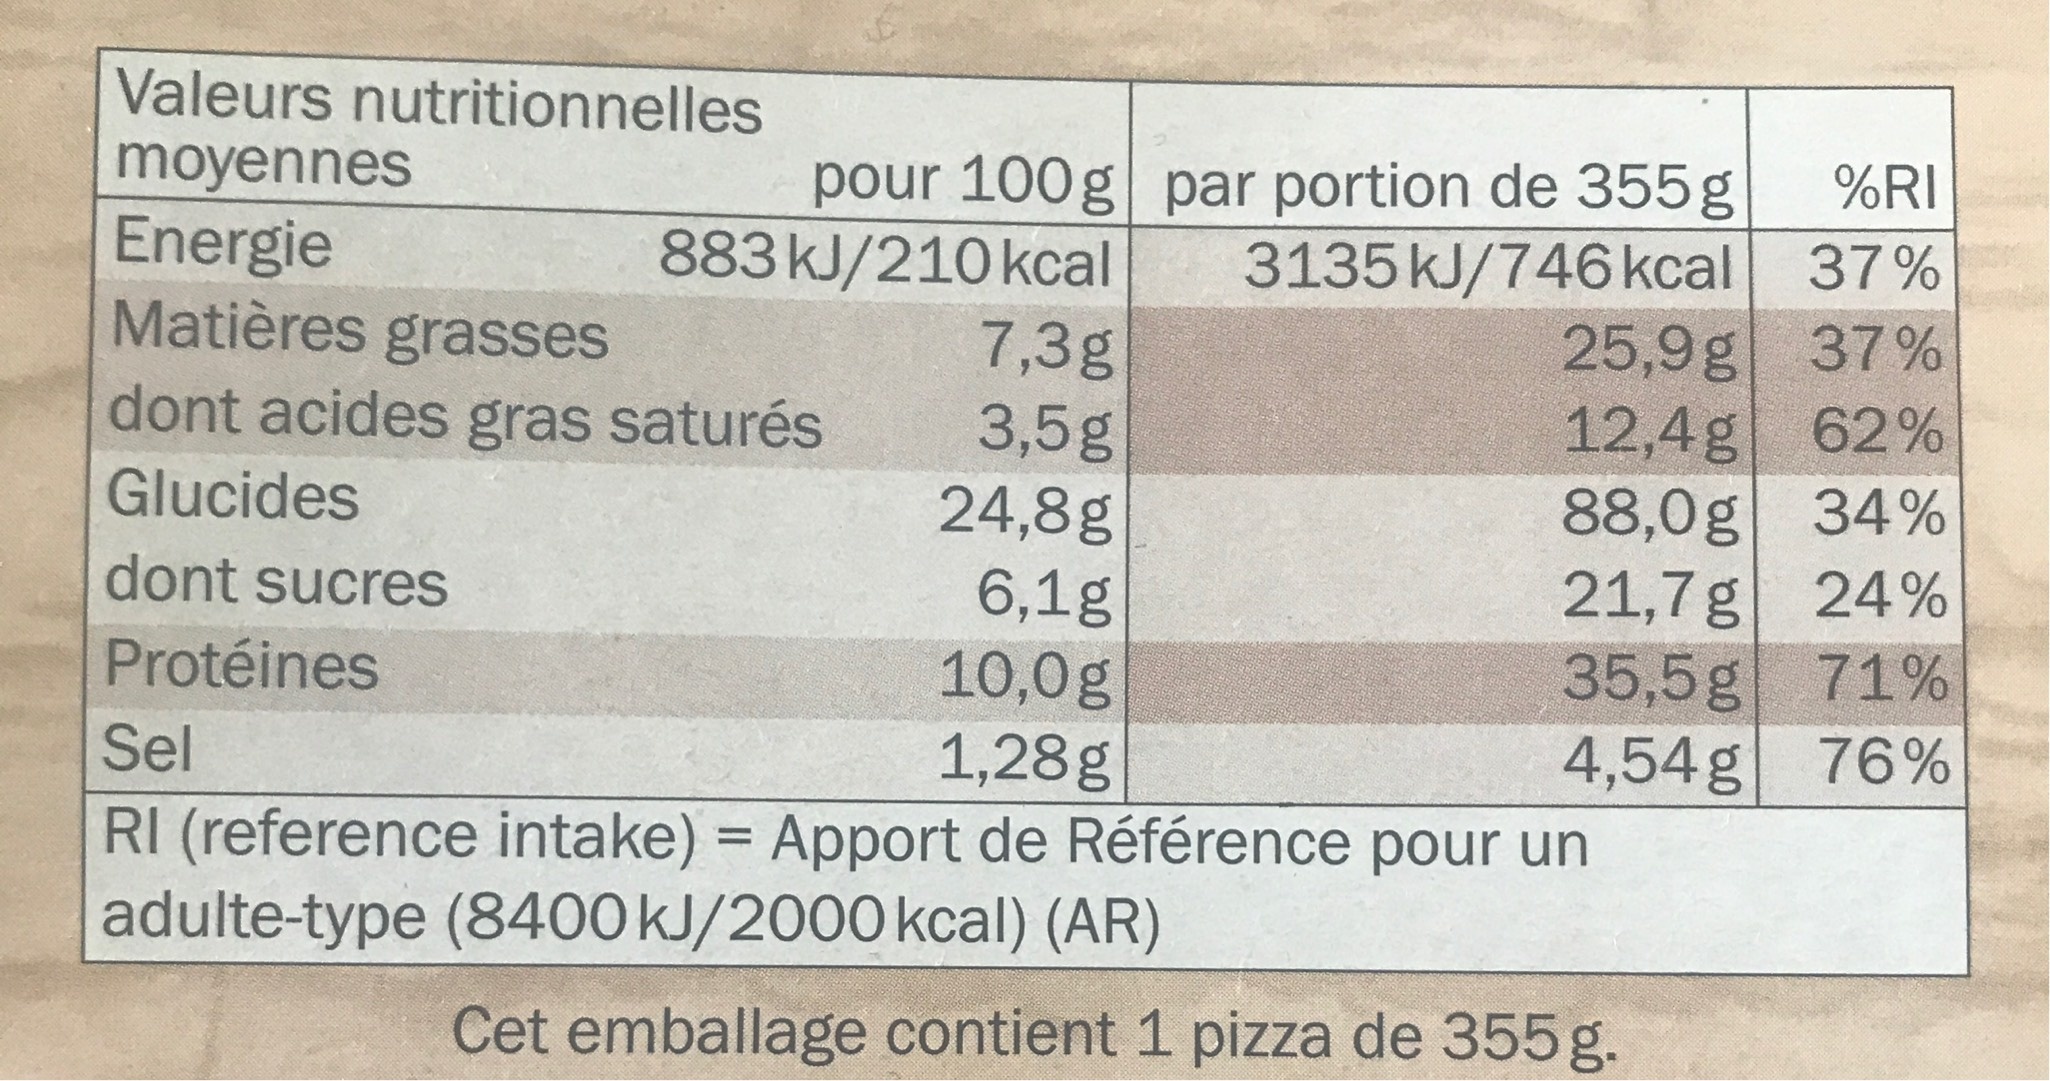 Valeurs nutritionnelles
moyennes pour 100g par portion de 355g %RI
Energie 883kJ/210kcal 3135kJ/746kcal 37%
Matières grasses 7,3g 25,9g 37%
dont acides gras saturés 3,5g 12,4g 62%
Glucides 24,8g 88,0g 34%
dont sucres 6,1g 21,7g 24%
Protéines 10,0g 35,5g 71%
Sel 1,28g 4,54g 76%
RI (reference intake) = Apport de Référence pour un
adulte-type (8400kJ/2000kcal) (AR)
Cet emballage contient 1 pizza de 355g.